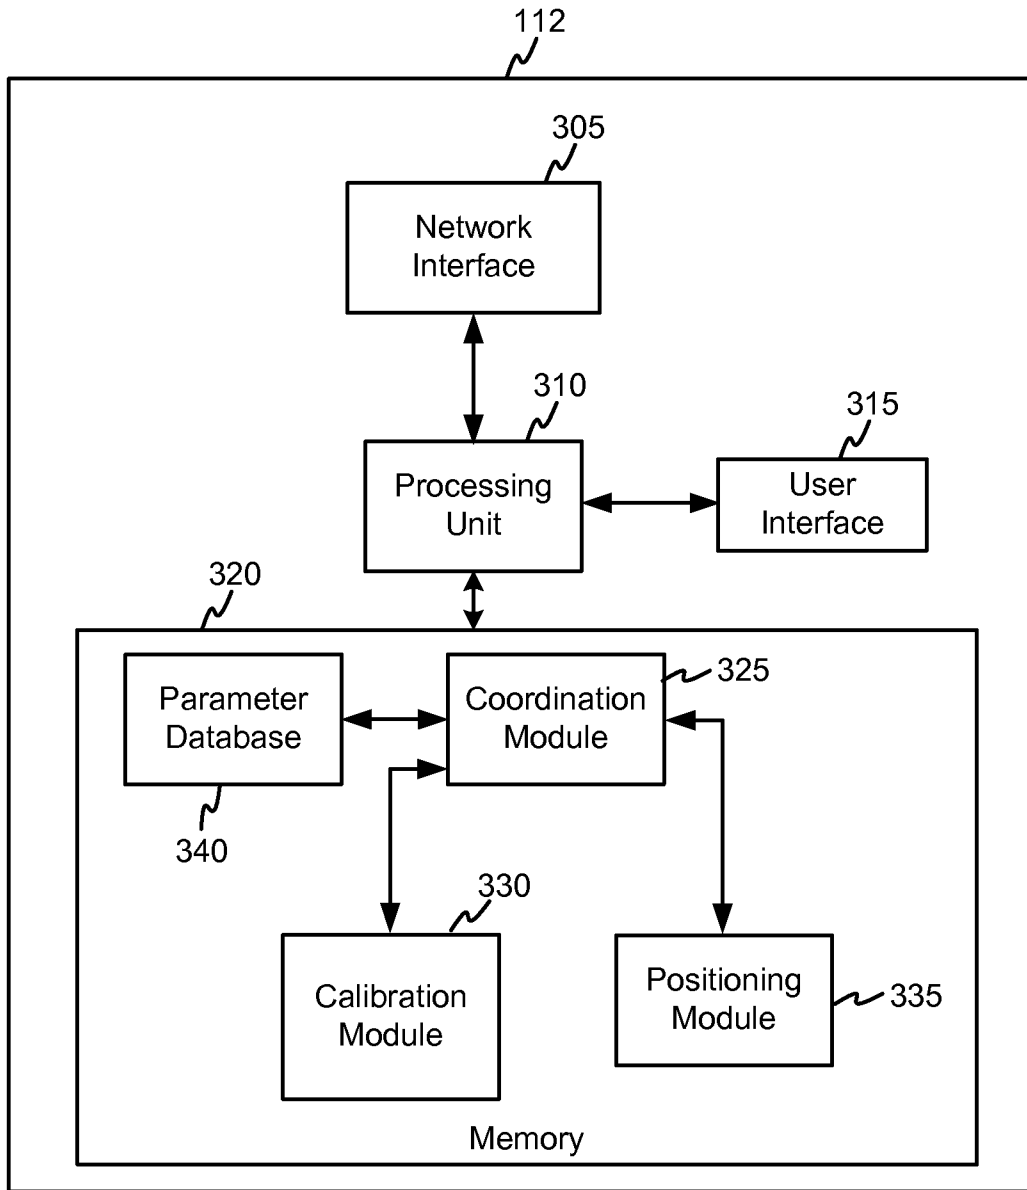 112
305
Network
Interface
310
315
Processing
Unit
User
Interface
320
325
Parameter
Database
Coordination
Module
340
330
Calibration
Module
Positioning
Module
335
Memory